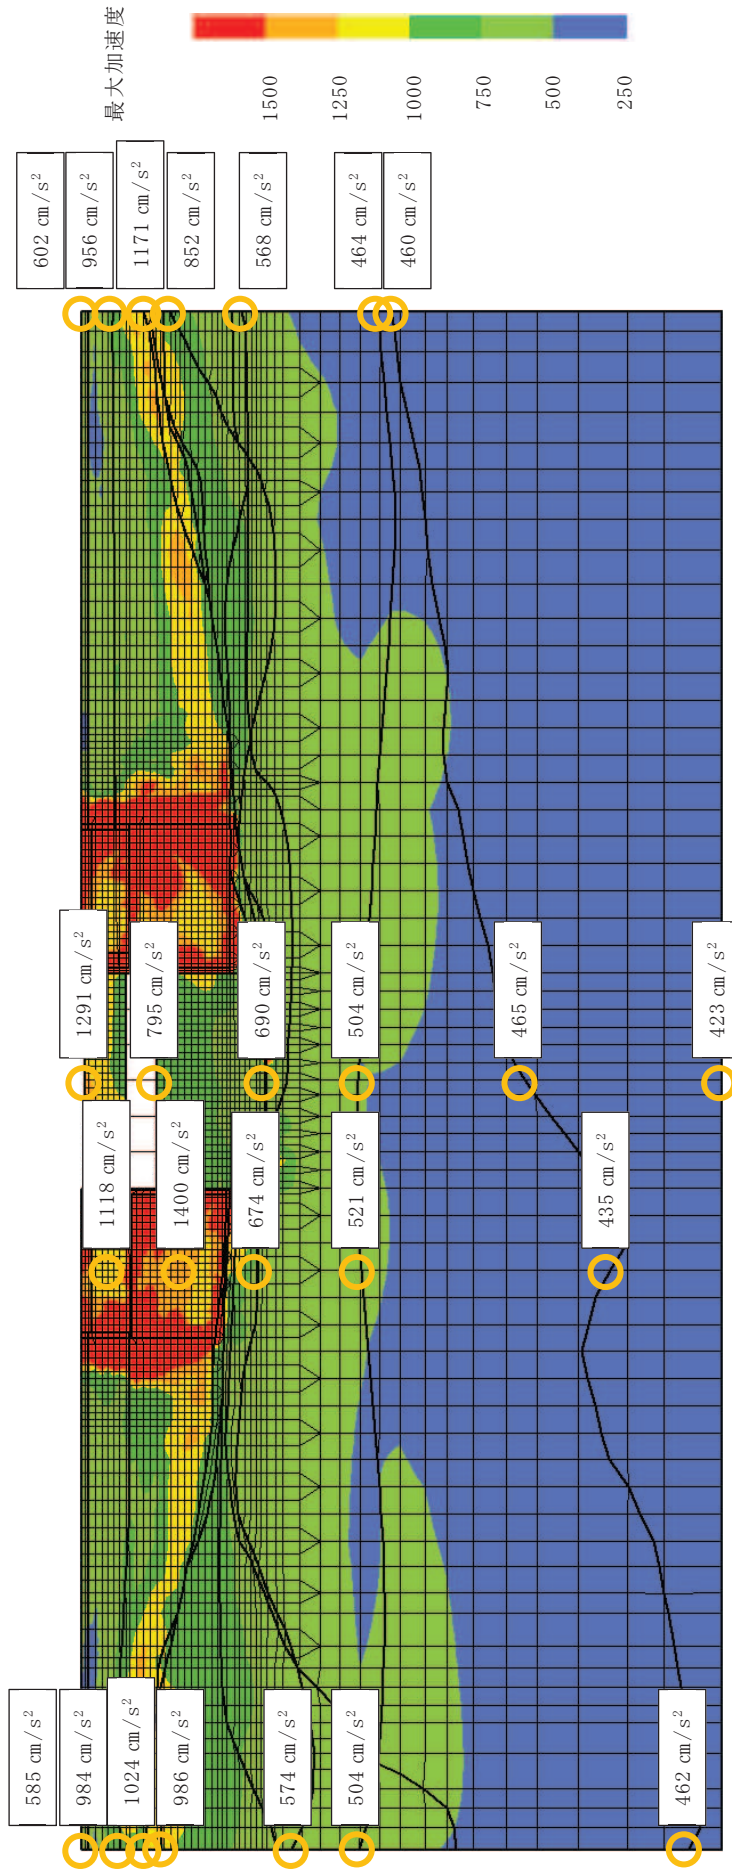 最大加速度
1500
1250
1000
750
500
250
602 cm/s²
956 cm/s²
1171 cm/s²
852 cm/s²
568 cm/s²
464 cm/s²
460 cm/s²
1291 cm/s²
795 cm/s²
690 cm/s²
504 cm/s²
465 cm/s²
423 cm/s²
1118 cm/s²
1400 cm/s²
674 cm/s²
521 cm/s²
435 cm/s²
585 cm/s²
984 cm/s²
1024 cm/s²
986 cm/s²
574 cm/s²
504 cm/s²
462 cm/s²